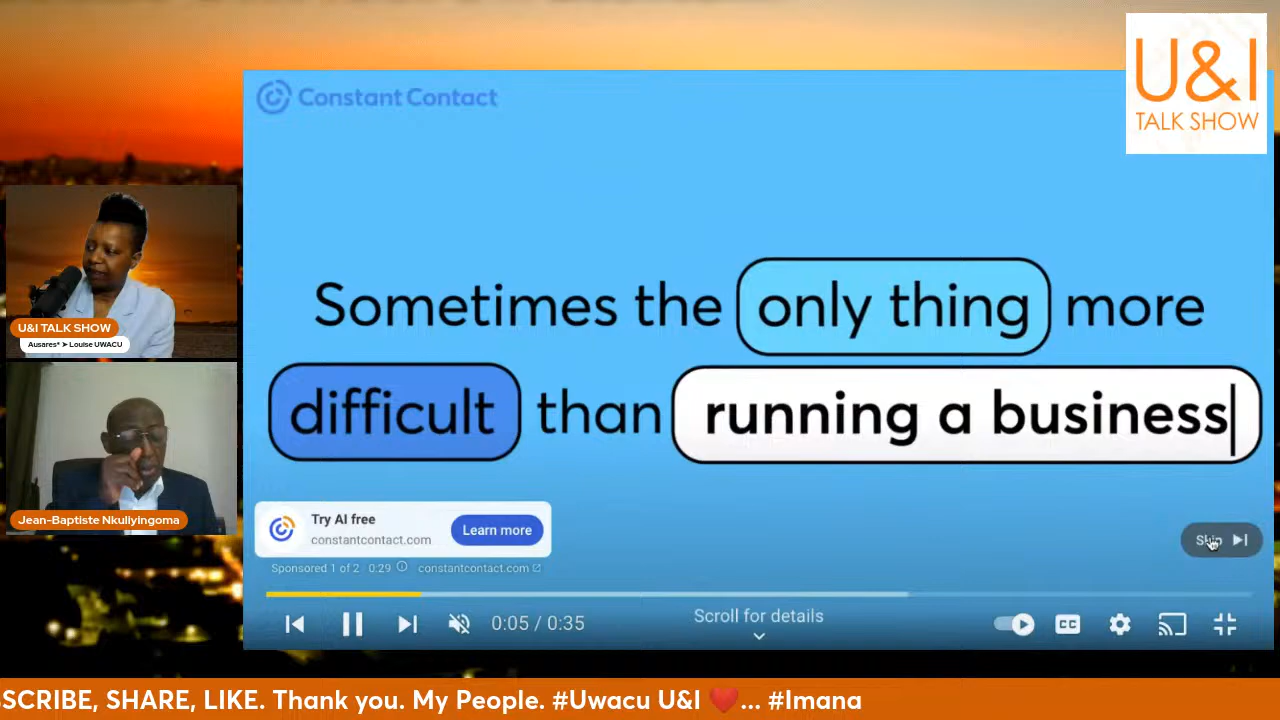 U&I
TALK SHOW
Constant Contact
Sometimes the only thing more
difficult than running a business
U&I TALK SHOW
Ausares* ➤ Louise UWACU
Jean-Baptiste Nkuliyingoma
Try AI free
constantcontact.com
Learn more
Skip
Sponsored 1 of 2 · 0:29
constantcontact.com
0:05 / 0:35
Scroll for details
CC
SCRIBE, SHARE, LIKE. Thank you. My People. #Uwacu U&I ❤️... #Imana